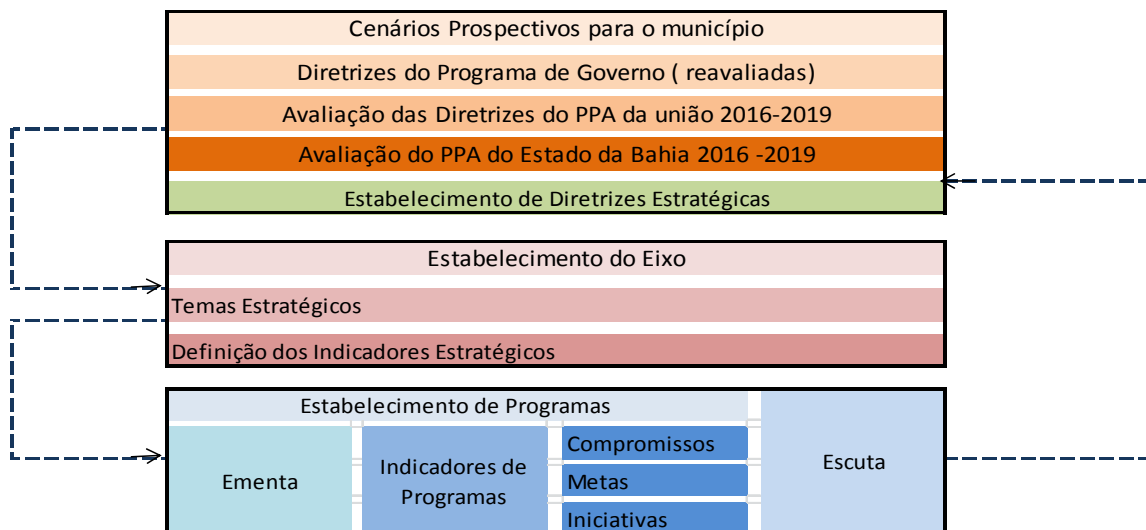 Cenários Prospectivos para o município
Diretrizes do Programa de Governo ( reavaliadas)
Avaliação das Diretrizes do PPA da união 2016-2019
Avaliação do PPA do Estado da Bahia 2016 -2019
Estabelecimento de Diretrizes Estratégicas
Estabelecimento do Eixo
Temas Estratégicos
Definição dos Indicadores Estratégicos
Estabelecimento de Programas
Ementa
Indicadores de
Programas
Compromissos
Metas
Iniciativas
Escuta